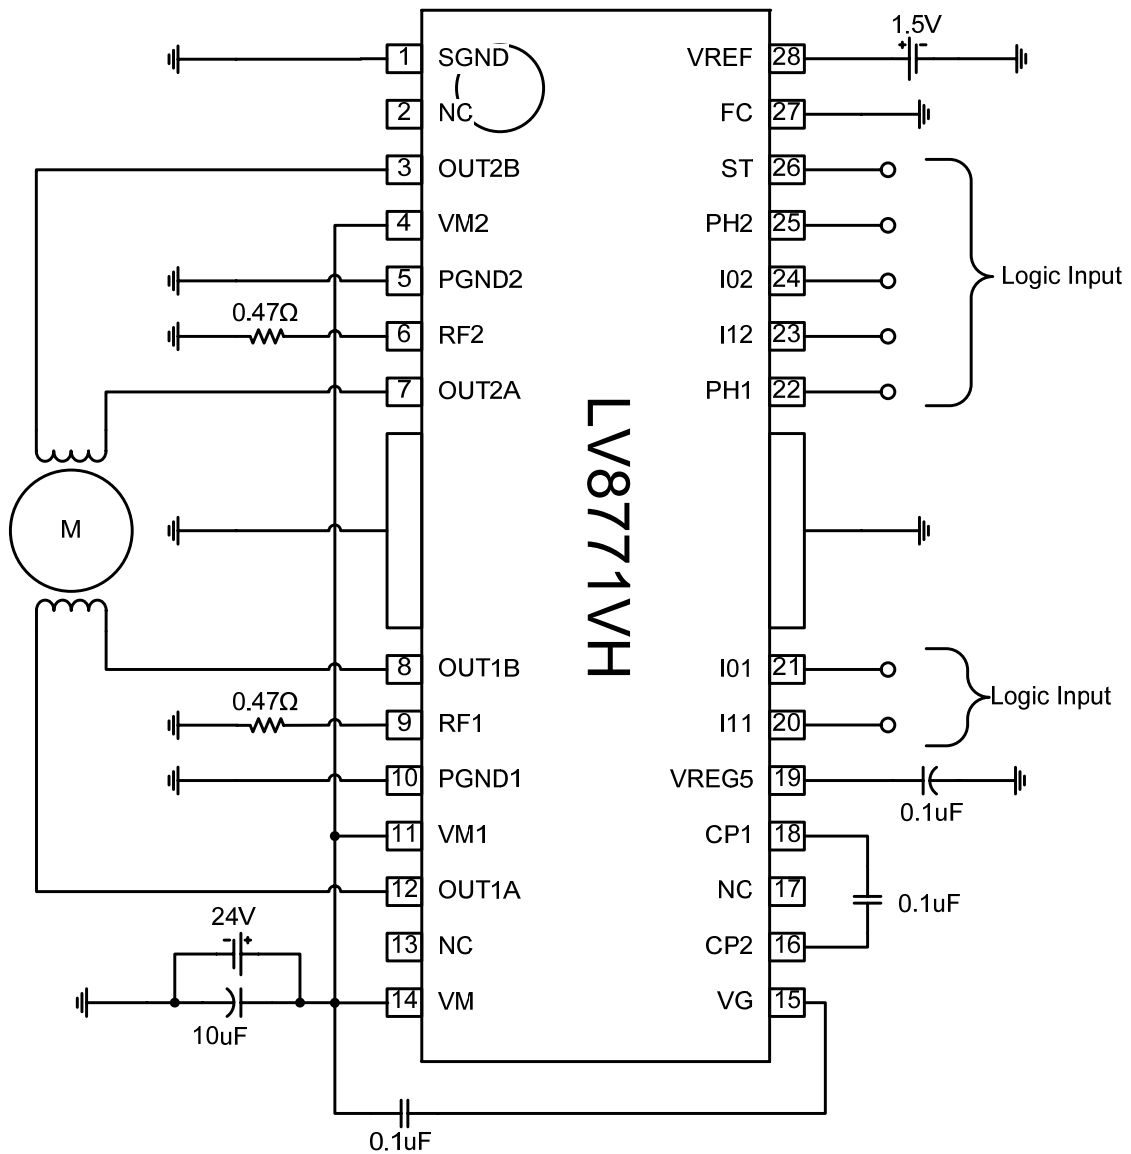 1.5V
1 SGND VREF 28
2 NC FC 27
3 OUT2B ST 26
4 VM2 PH2 25
5 PGND2 I02 24
Logic Input
0.47Ω
6 RF2 I12 23
7 OUT2A PH1 22
LV8771VH
M
8 OUT1B I01 21
Logic Input
0.47Ω
9 RF1 I11 20
10 PGND1 VREG5 19
0.1uF
11 VM1 CP1 18
12 OUT1A NC 17
0.1uF
24V
13 NC CP2 16
14 VM VG 15
10uF
0.1uF